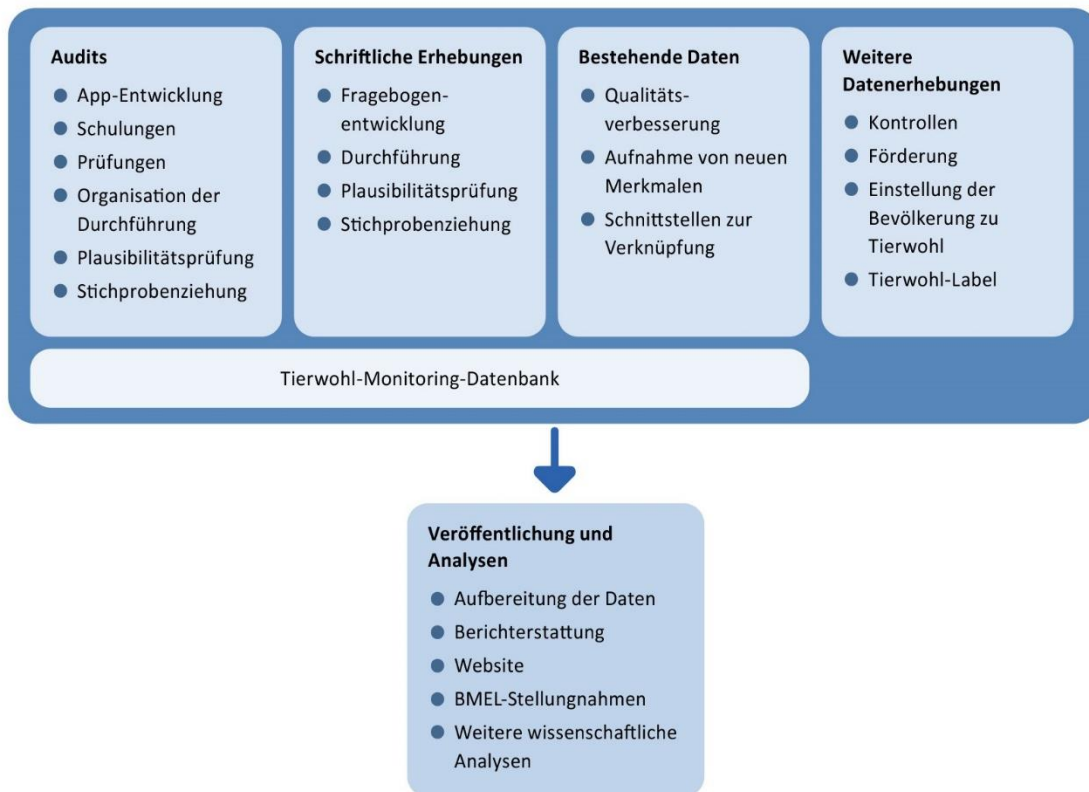 Audits
App-Entwicklung
Schulungen
Prüfungen
Organisation der
Durchführung
Plausibilitätsprüfung
Stichprobenziehung
Schriftliche Erhebungen
Fragebogen-
entwicklung
Durchführung
Plausibilitätsprüfung
Stichprobenziehung
Bestehende Daten
Qualitäts-
verbesserung
Aufnahme von neuen
Merkmalen
Schnittstellen zur
Verknüpfung
Weitere
Datenerhebungen
Kontrollen
Förderung
Einstellung der
Bevölkerung zu
Tierwohl
Tierwohl-Label
Tierwohl-Monitoring-Datenbank
Veröffentlichung und
Analysen
Aufbereitung der Daten
Berichterstattung
Website
BMEL-Stellungnahmen
Weitere wissenschaftliche
Analysen